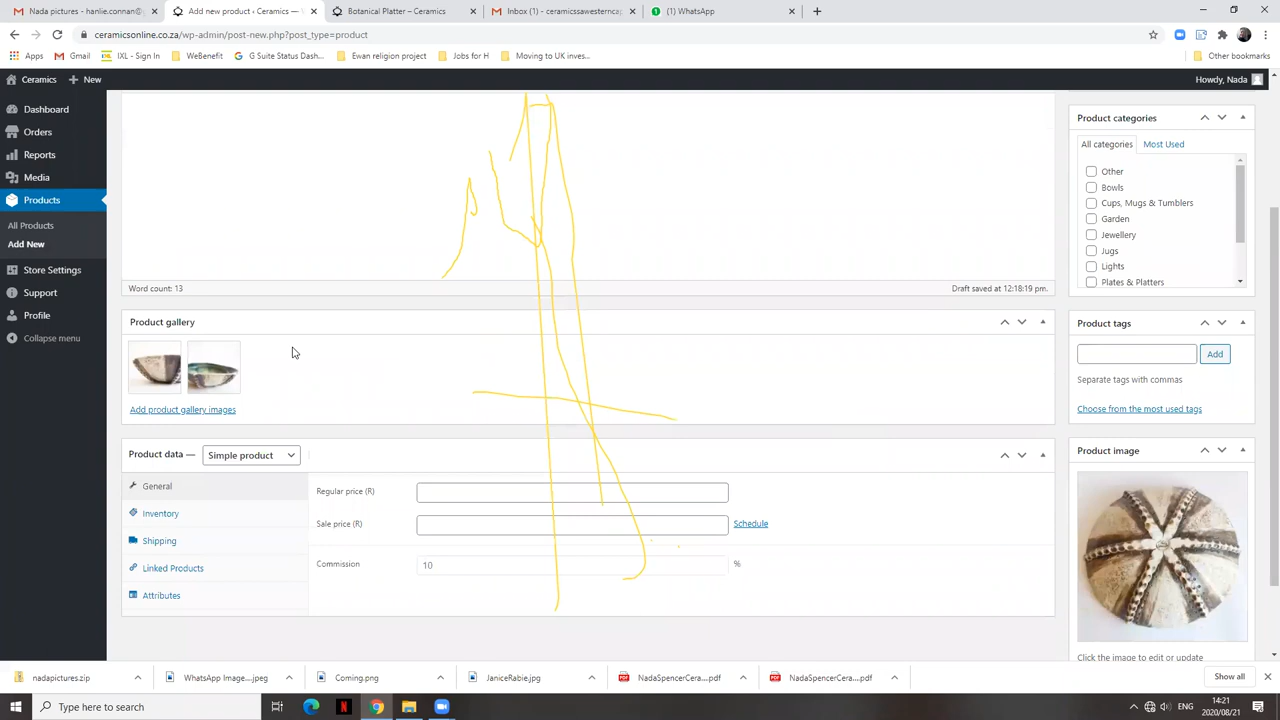 Nada pictures - hanlie.connan@
Add new product ‹ Ceramics — W
Botanical Platter – Ceramics
Inbox (1) - ceramicssawesternca
(1) WhatsApp
ceramicsonline.co.za/wp-admin/post-new.php?post_type=product
Apps
Gmail
IXL - Sign In
WeBenefit
G Suite Status Dash...
Ewan religion project
Jobs for H
Moving to UK inves...
Other bookmarks
Ceramics
New
Howdy, Nada
Dashboard
Orders
Reports
Media
Products
All Products
Add New
Store Settings
Support
Profile
Collapse menu
Word count: 13
Draft saved at 12:18:19 pm.
Product gallery
Add product gallery images
Product data —
Simple product
General
Inventory
Shipping
Linked Products
Attributes
Regular price (R)
Sale price (R)
Schedule
Commission
10
%
Product categories
All categories
Most Used
Other
Bowls
Cups, Mugs & Tumblers
Garden
Jewellery
Jugs
Lights
Plates & Platters
Product tags
Add
Separate tags with commas
Choose from the most used tags
Product image
Click the image to edit or update
nadapictures.zip
WhatsApp Image....jpeg
Coming.png
JaniceRabie.jpg
NadaSpencerCera....pdf
NadaSpencerCera....pdf
Show all
Type here to search
ENG
14:21
2020/08/21